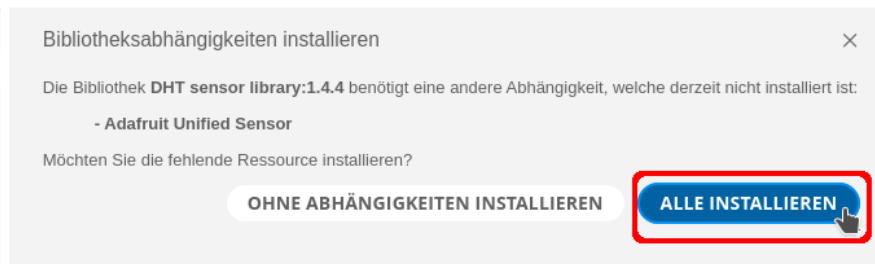 Bibliotheksabhängigkeiten installieren
Die Bibliothek DHT sensor library:1.4.4 benötigt eine andere Abhängigkeit, welche derzeit nicht installiert ist:
- Adafruit Unified Sensor
Möchten Sie die fehlende Ressource installieren?
OHNE ABHÄNGIGKEITEN INSTALLIEREN ALLE INSTALLIEREN